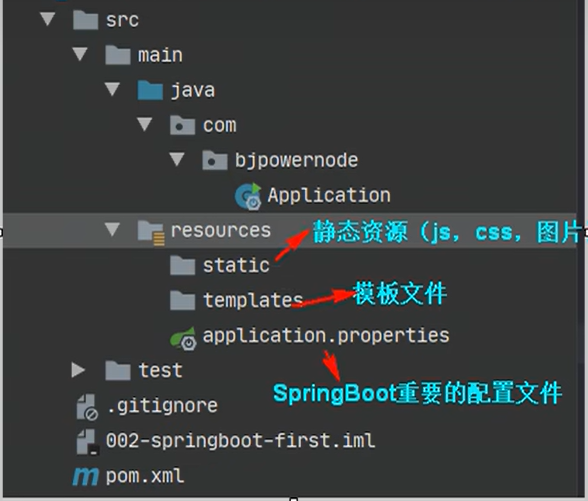 src
main
java
com
bjpowernode
Application
resources 静态资源（js，css，图片
static
templates 模板文件
application.properties
test SpringBoot重要的配置文件
.gitignore
002-springboot-first.iml
m pom.xml